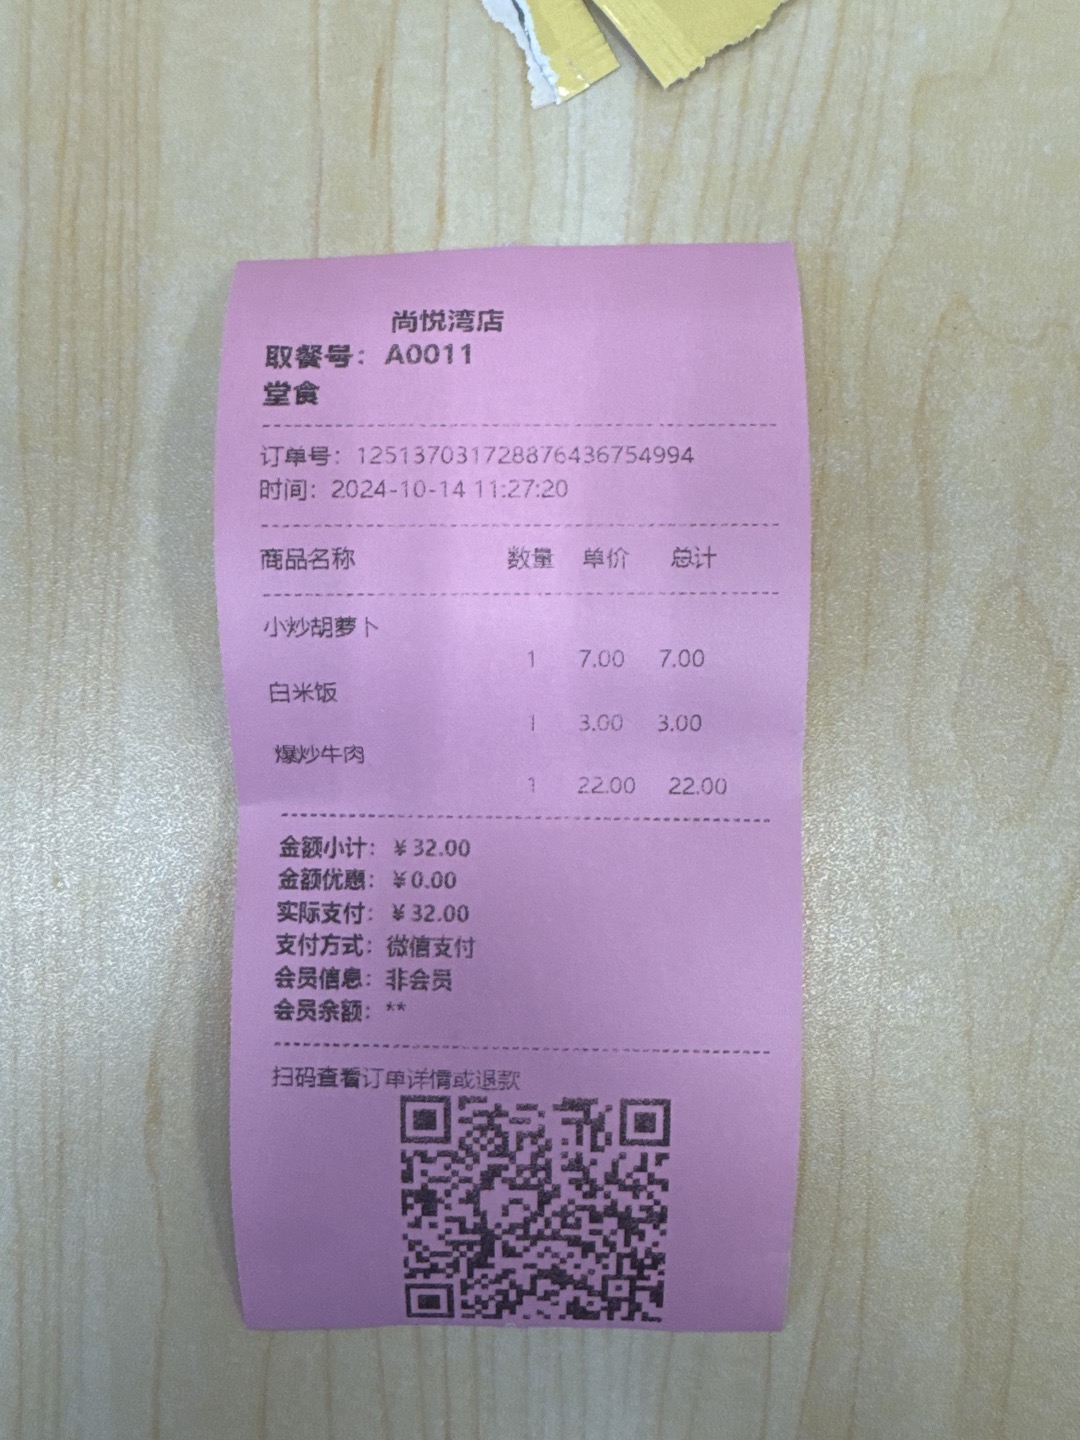 尚悦湾店
取餐号：A0011
堂食
订单号：125137031728876436754994
时间：2024-10-14 11:27:20
商品名称 数量 单价 总计
小炒胡萝卜
1 7.00 7.00
白米饭
1 3.00 3.00
爆炒牛肉
1 22.00 22.00
金额小计：￥32.00
金额优惠：￥0.00
实际支付：￥32.00
支付方式：微信支付
会员信息：非会员
会员余额：**
扫码查看订单详情或退款